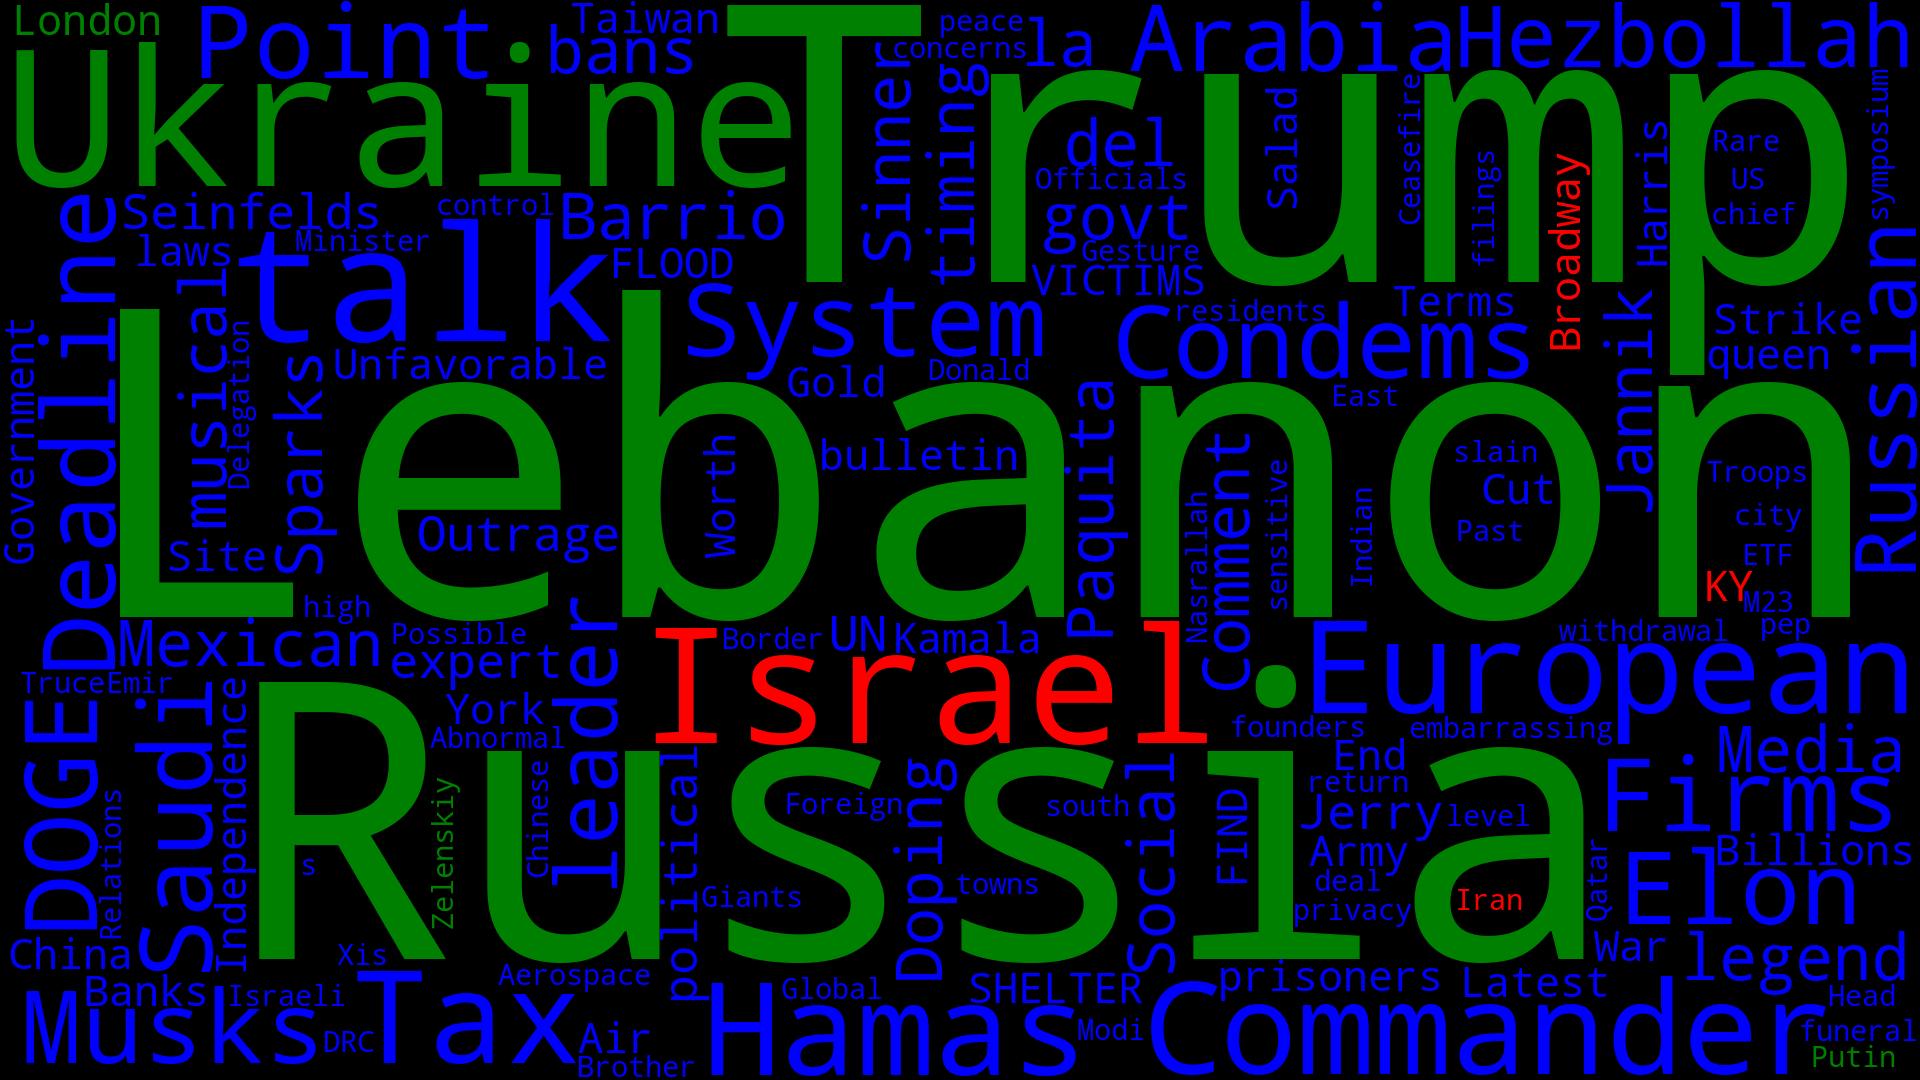 London
Point
Taiwan
bans
peace
concerns
la
Arabia
Hezbollah
Ukraine
Trump
Sinner
timing
del
Officials
govt
Gesture
VICTIMS
Salad
Ceasefire
filings
Broadway
Harris
Rare
US
chief
symposium
Deadline
Seinfelds
control
Barrio
laws
Minister
talk
FLOOD
System
residents
Condems
Terms
Jannik
Strike
queen
Russian
Government
musical
Delegation
Sparks
Unfavorable
Gold
Donald
East
Lebanon
Worth
bulletin
Paquita
Nasrallah
Comment
sensitive
Indian
slain
Cut
Past
Troops
city
ETF
KY
M23
pep
Site
Outrage
high
Mexican
Possible
expert
leader
Israel
Border
UN
Kamala
European
withdrawal
Truce
Emir
DOGE
Saudi
Independence
York
Abnormal
founders
embarrassing
End
return
Media
Russia
Relations
s
Zelenskiy
Chinese
political
Foreign
Giants
Doping
south
towns
Social
FIND
Jerry
level
Army
deal
privacy
Iran
Qatar
Firms
Billions
Elon
China
Xis
Aerospace
War
legend
Banks
Israeli
Musks
DRC
Tax
Air
Brother
Hamas
Global
SHELTER
Modi
prisoners
Latest
Commander
Head
funeral
Putin